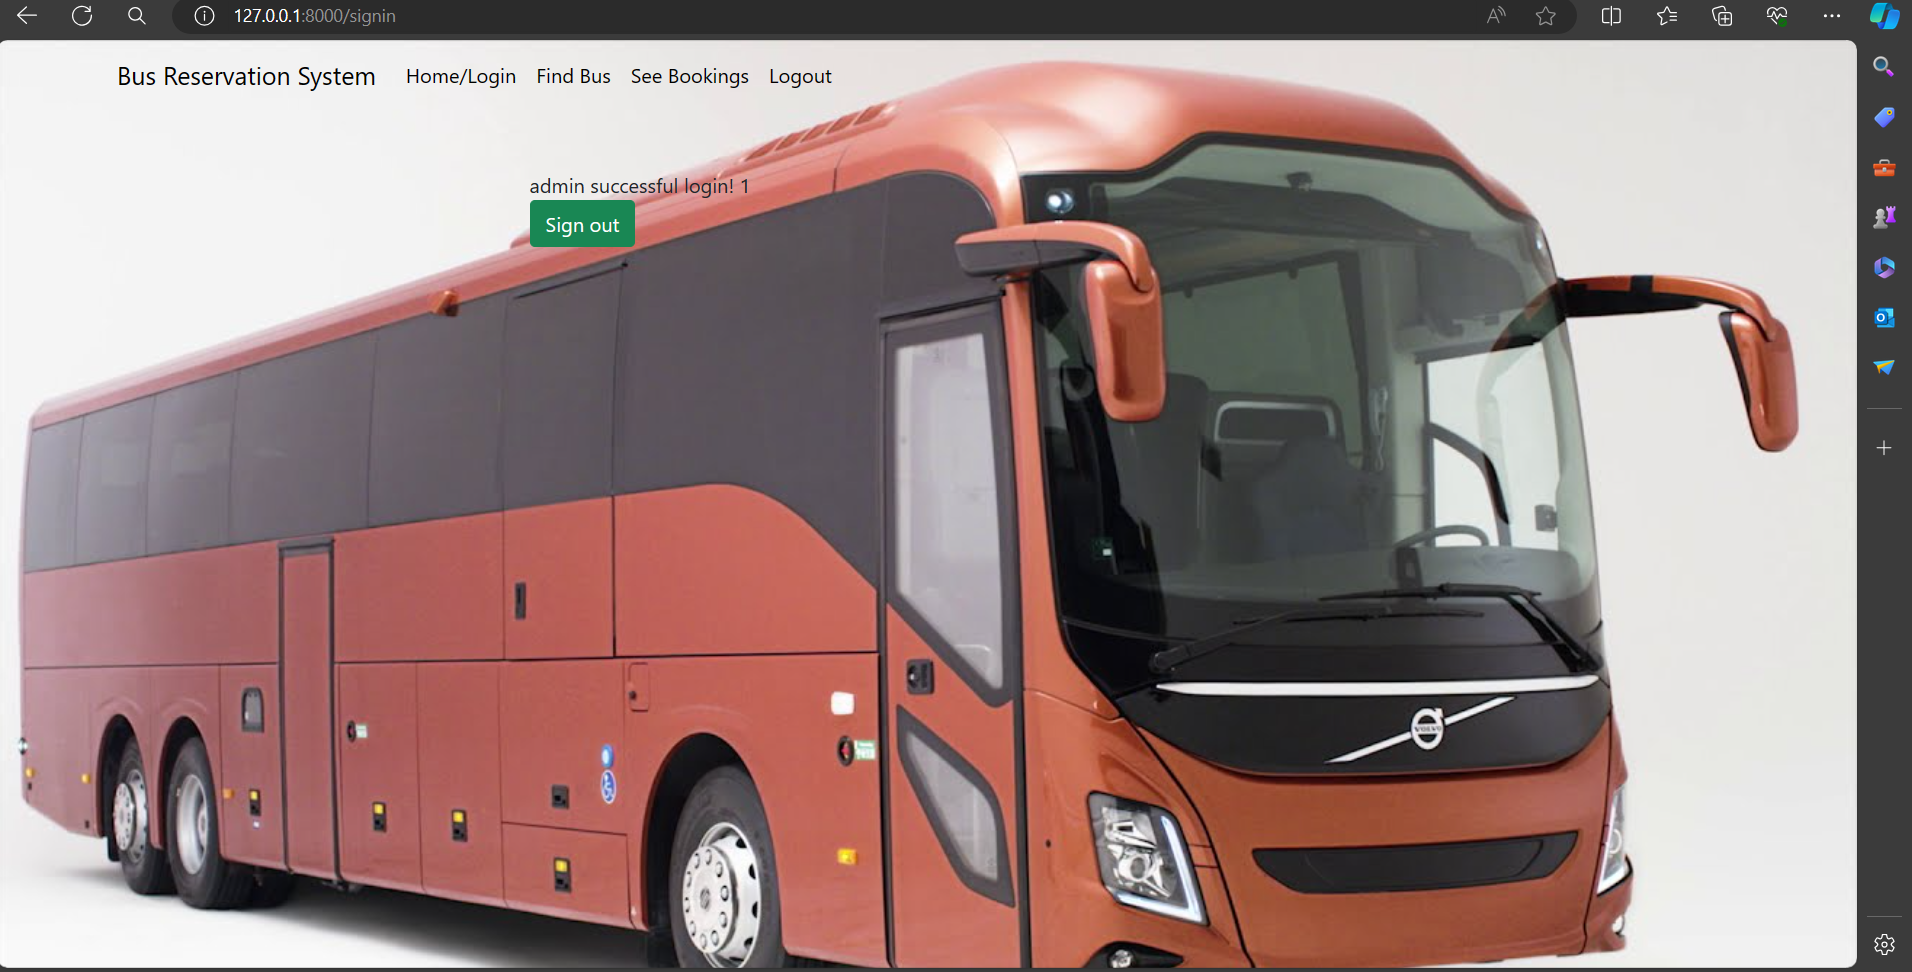 127.0.0.1:8000/signin
Bus Reservation System Home/Login Find Bus See Bookings Logout
admin successful login! 1
Sign out
VOLVO